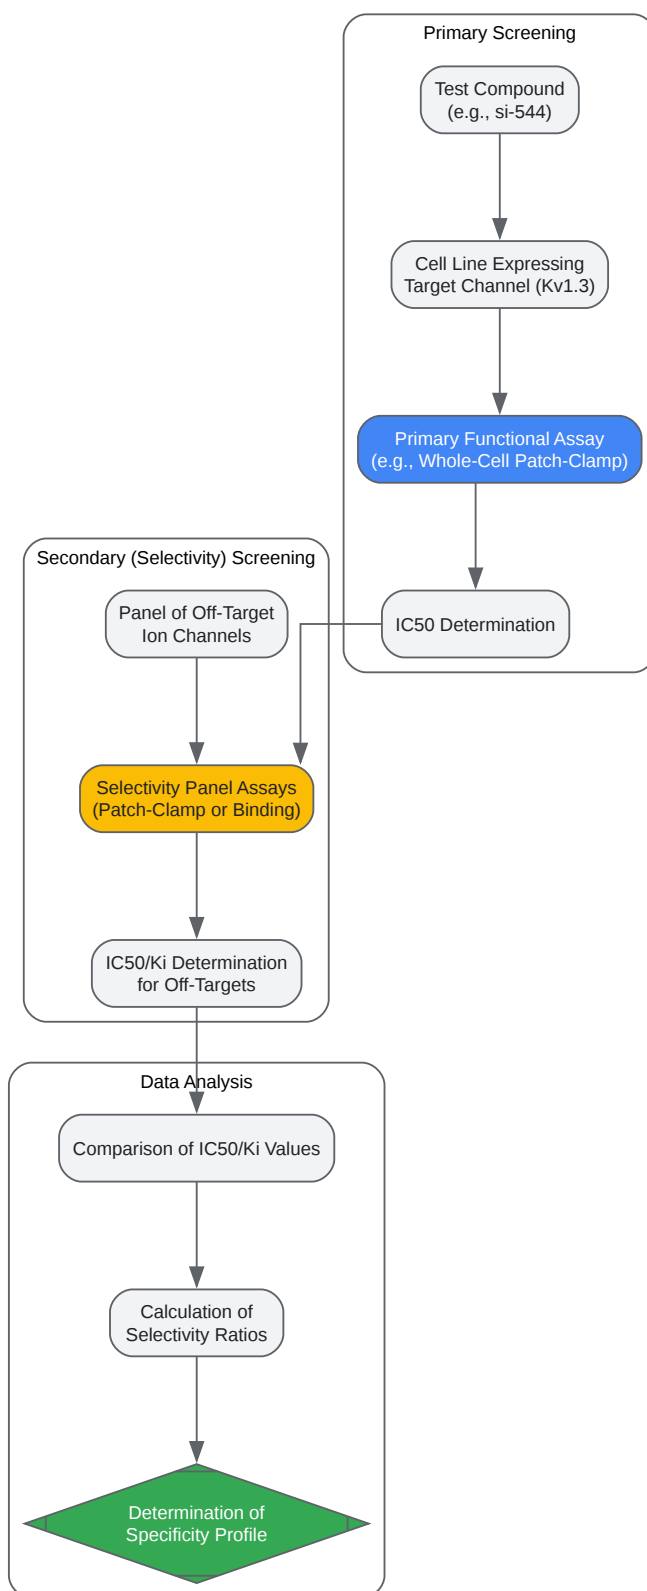 Primary Screening
Test Compound
(e.g., si-544)
Cell Line Expressing
Target Channel (Kv1.3)
Primary Functional Assay
(e.g., Whole-Cell Patch-Clamp)
IC50 Determination
Secondary (Selectivity) Screening
Panel of Off-Target
Ion Channels
Selectivity Panel Assays
(Patch-Clamp or Binding)
IC50/Ki Determination
for Off-Targets
Data Analysis
Comparison of IC50/Ki Values
Calculation of
Selectivity Ratios
Determination of
Specificity Profile